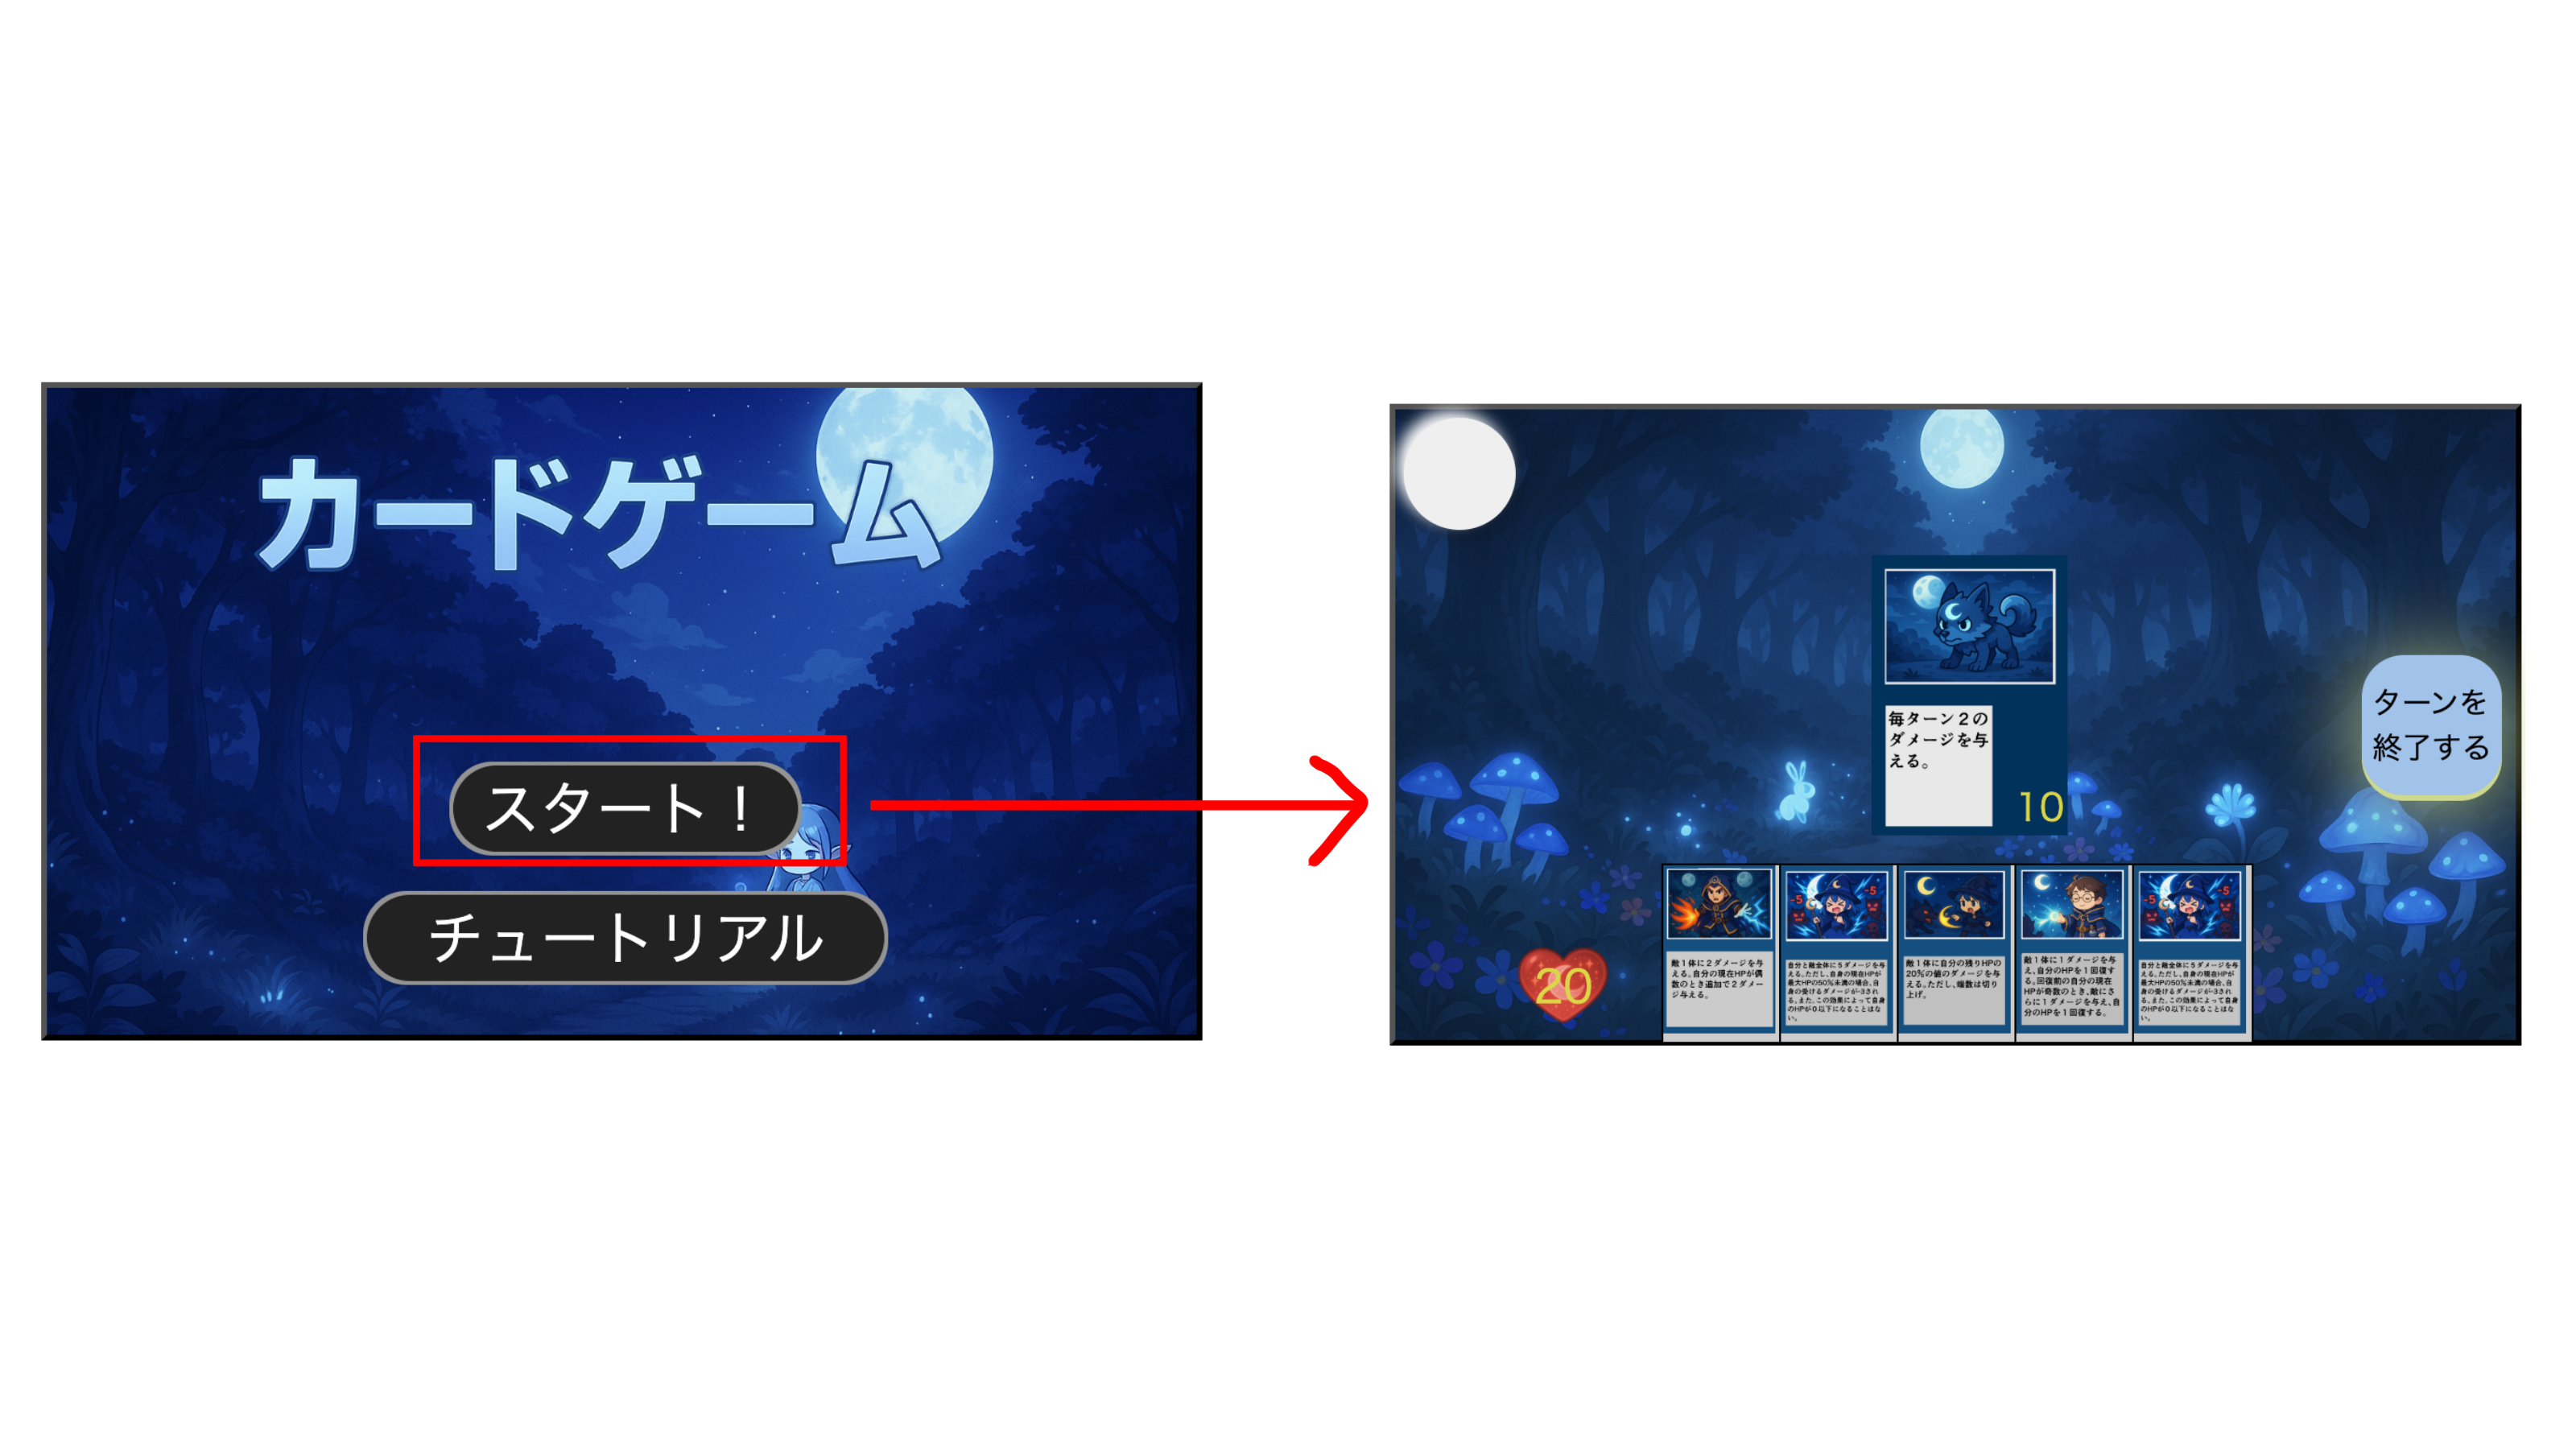 カードゲーム
スタート！
チュートリアル
毎ターン２の
ダメージを与
える。
10
ターンを
終了する
20
敵１体に２ダメージを与
える。自分の現在HPが偶
数のとき追加で２ダメー
ジ与える。
-5
-5
自分と敵全体に５ダメージを与
える。ただし、自身の現在HPが
最大HPの50％未満の場合、自
身の受けるダメージが-3され
る。また、この効果によって自身
のHPが０以下になることはな
い。
敵１体に自分の残りHPの
20％の値のダメージを与
える。ただし、端数は切り
上げ。
敵１体に１ダメージを与
え、自分のHPを１回復す
る。回復前の自分の現在
HPが奇数のとき、敵にさ
らに１ダメージを与え、自
分のHPを１回復する。
-5
-5
自分と敵全体に５ダメージを与
える。ただし、自身の現在HPが
最大HPの50％未満の場合、自
身の受けるダメージが-3され
る。また、この効果によって自身
のHPが０以下になることはな
い。